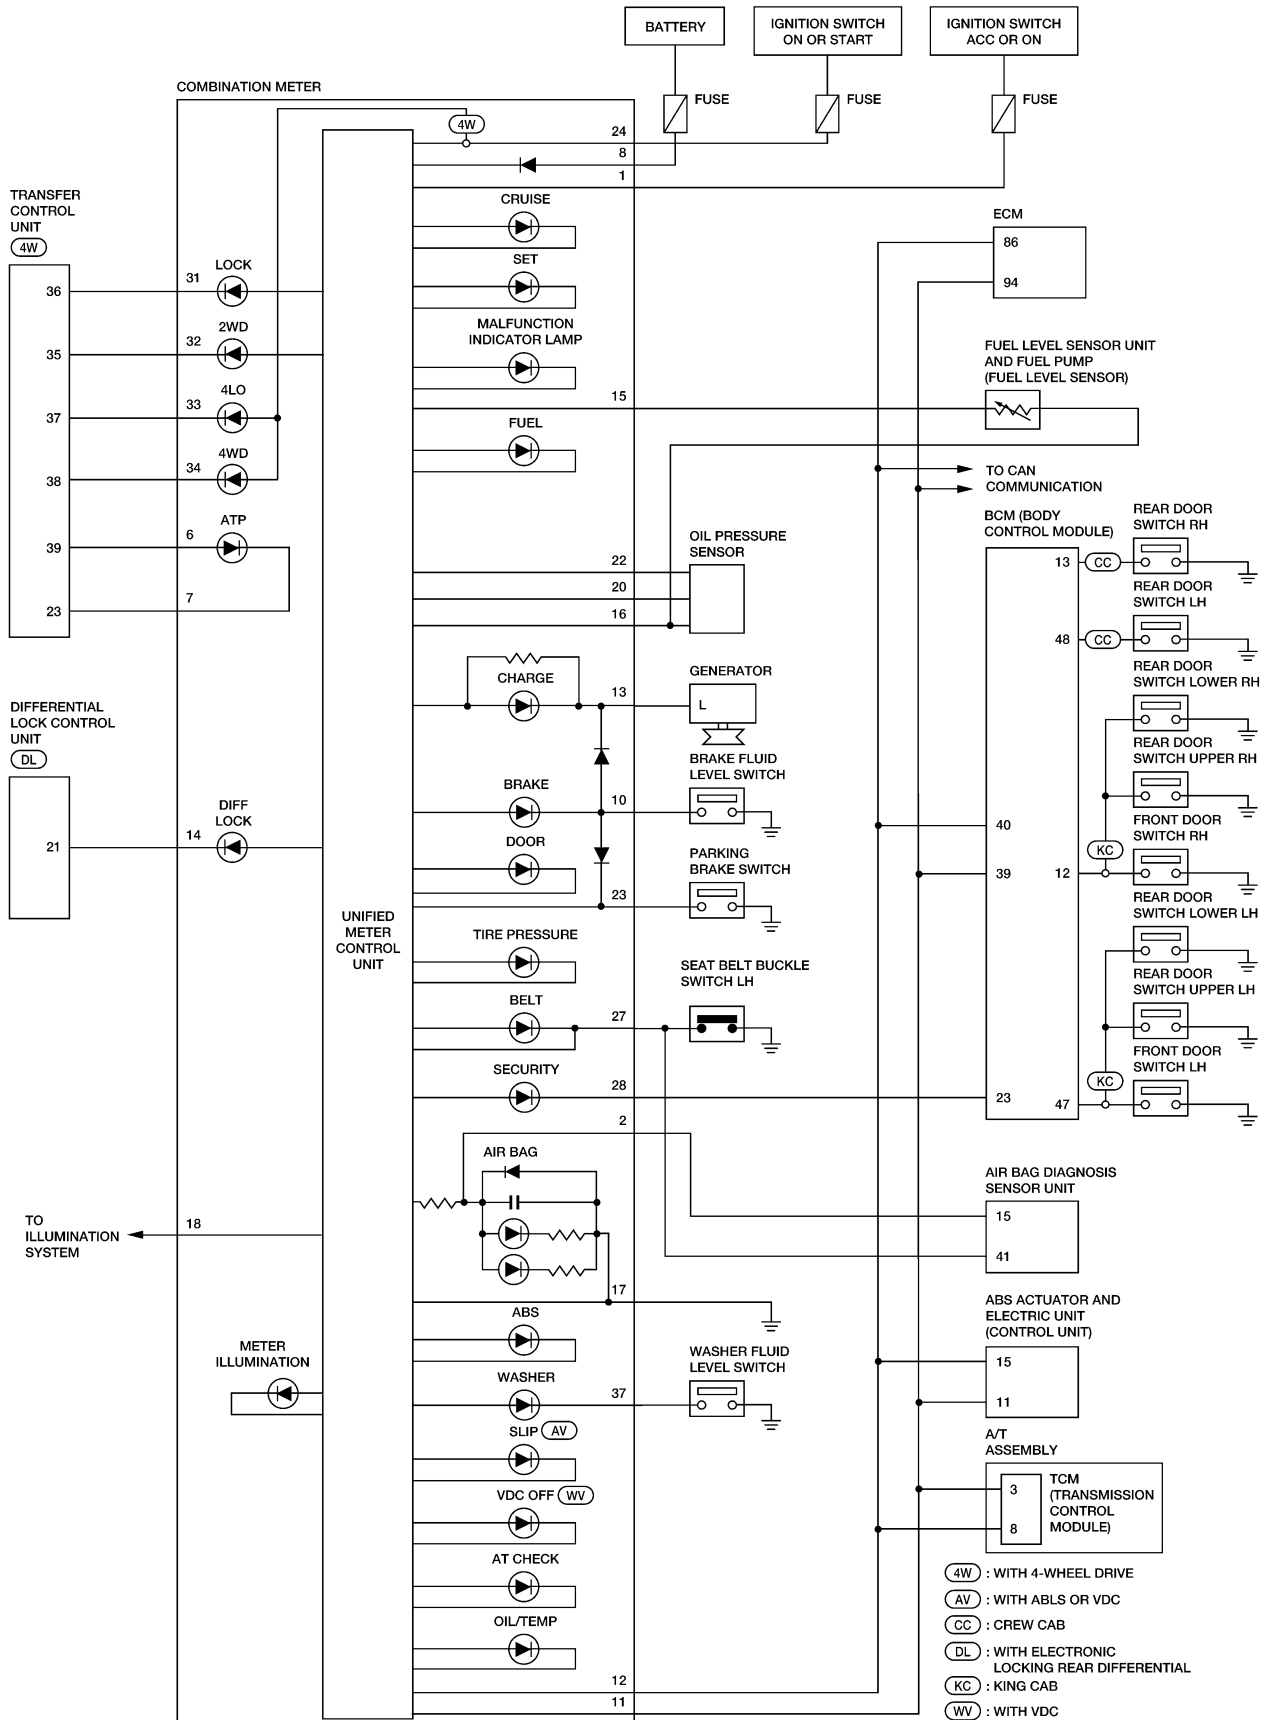 BATTERY
IGNITION SWITCH
ON OR START
IGNITION SWITCH
ACC OR ON
COMBINATION METER
FUSE
FUSE
FUSE
4W
24
8
1
TRANSFER
CONTROL
UNIT
4W
CRUISE
ECM
86
94
36
31
LOCK
SET
35
32
2WD
MALFUNCTION
INDICATOR LAMP
FUEL LEVEL SENSOR UNIT
AND FUEL PUMP
(FUEL LEVEL SENSOR)
37
33
4LO
15
38
34
4WD
FUEL
TO CAN
COMMUNICATION
39
6
ATP
23
7
OIL PRESSURE
SENSOR
22
20
16
BCM (BODY
CONTROL MODULE)
REAR DOOR
SWITCH RH
13
CC
REAR DOOR
SWITCH LH
48
CC
REAR DOOR
SWITCH LOWER RH
REAR DOOR
SWITCH UPPER RH
FRONT DOOR
SWITCH RH
40
KC
39
12
REAR DOOR
SWITCH LOWER LH
REAR DOOR
SWITCH UPPER LH
FRONT DOOR
SWITCH LH
KC
23
47
CHARGE
13
GENERATOR
L
DIFFERENTIAL
LOCK CONTROL
UNIT
DL
21
14
DIFF
LOCK
BRAKE
10
BRAKE FLUID
LEVEL SWITCH
DOOR
PARKING
BRAKE SWITCH
23
UNIFIED
METER
CONTROL
UNIT
TIRE PRESSURE
SEAT BELT BUCKLE
SWITCH LH
BELT
27
SECURITY
28
2
AIR BAG
AIR BAG DIAGNOSIS
SENSOR UNIT
15
41
TO
ILLUMINATION
SYSTEM
18
17
ABS
ABS ACTUATOR AND
ELECTRIC UNIT
(CONTROL UNIT)
15
11
METER
ILLUMINATION
WASHER
37
WASHER FLUID
LEVEL SWITCH
SLIP AV
A/T
ASSEMBLY
3
8
TCM
(TRANSMISSION
CONTROL
MODULE)
VDC OFF WV
AT CHECK
OIL/TEMP
12
11
4W : WITH 4-WHEEL DRIVE
AV : WITH ABLS OR VDC
CC : CREW CAB
DL : WITH ELECTRONIC
LOCKING REAR DIFFERENTIAL
KC : KING CAB
WV : WITH VDC